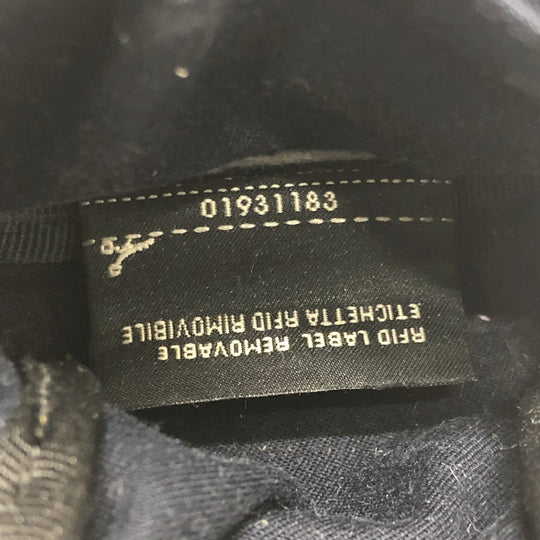 01931183
RFID LABEL REMOVABLE
ETICHETTA RFID RIMOVIBILE